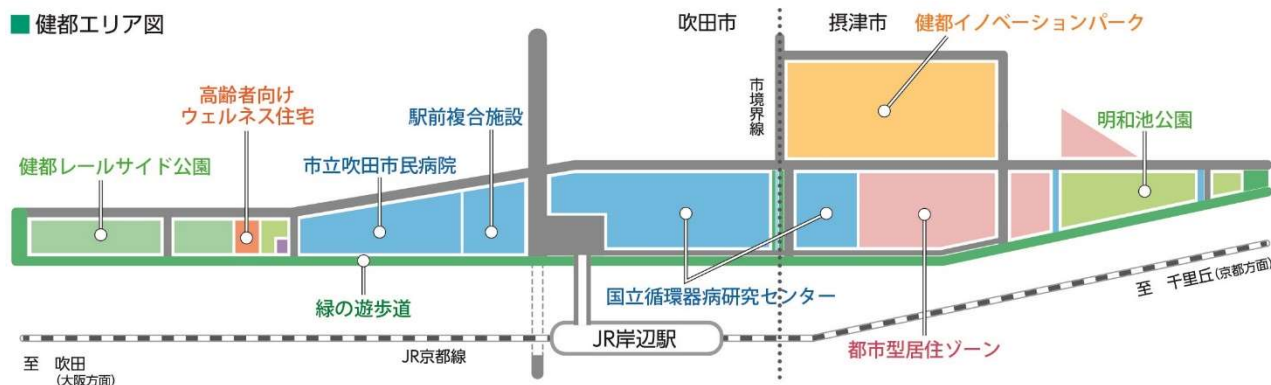 健都エリア図
吹田市
摂津市
健都イノベーションパーク
高齢者向け
ウェルネス住宅
駅前複合施設
市境界線
明和池公園
健都レールサイド公園
市立吹田市民病院
緑の遊歩道
国立循環器病研究センター
至 千里丘(京都方面)
JR岸辺駅
都市型居住ゾーン
至 吹田
(大阪方面)
JR京都線